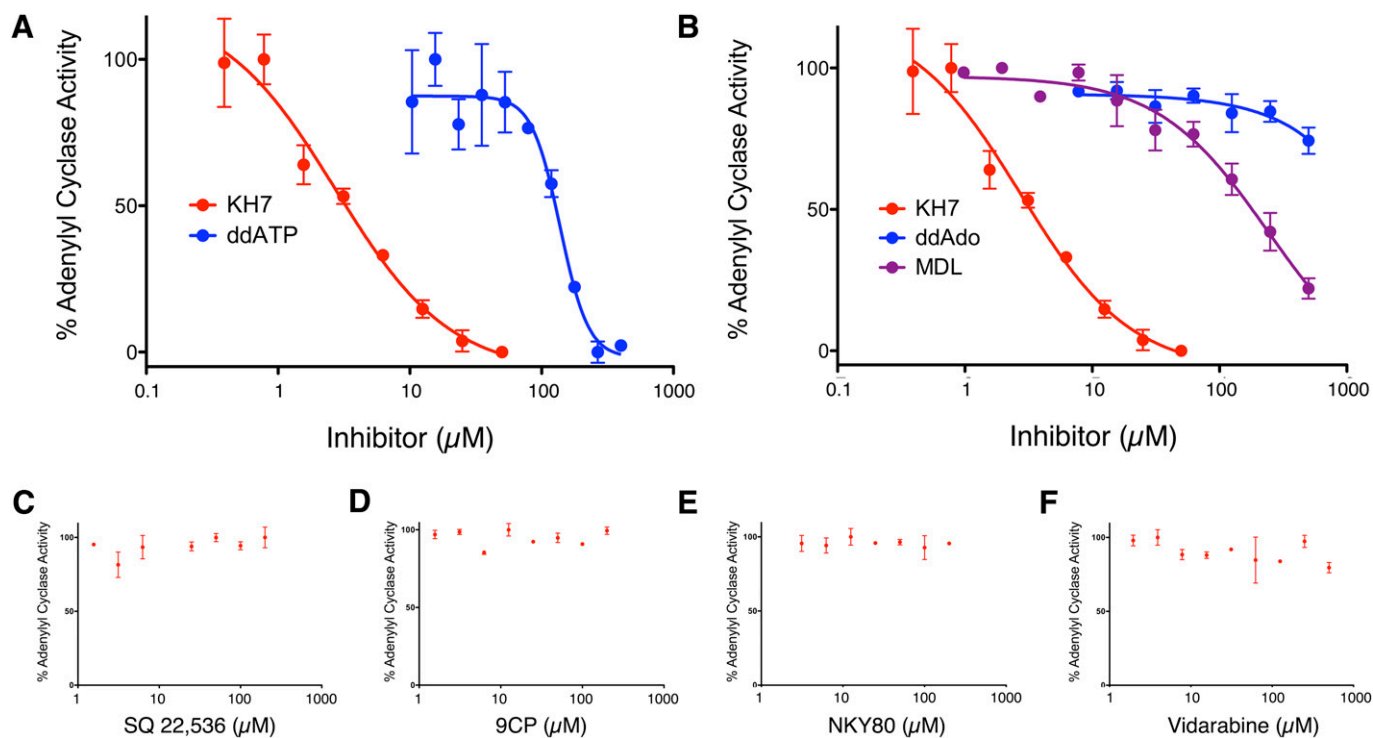 A
% Adenylyl Cyclase Activity
100
50
0
KH7
ddATP
0.1
1
10
100
1000
Inhibitor (µM)
B
% Adenylyl Cyclase Activity
100
50
0
KH7
ddAdo
MDL
0.1
1
10
100
1000
Inhibitor (µM)
C
% Adenylyl Cyclase Activity
100
50
0
1
10
100
1000
SQ 22,536 (µM)
D
% Adenylyl Cyclase Activity
100
50
0
1
10
100
1000
9CP (µM)
E
% Adenylyl Cyclase Activity
100
50
0
1
10
100
1000
NKY80 (µM)
F
% Adenylyl Cyclase Activity
100
50
0
1
10
100
1000
Vidarabine (µM)